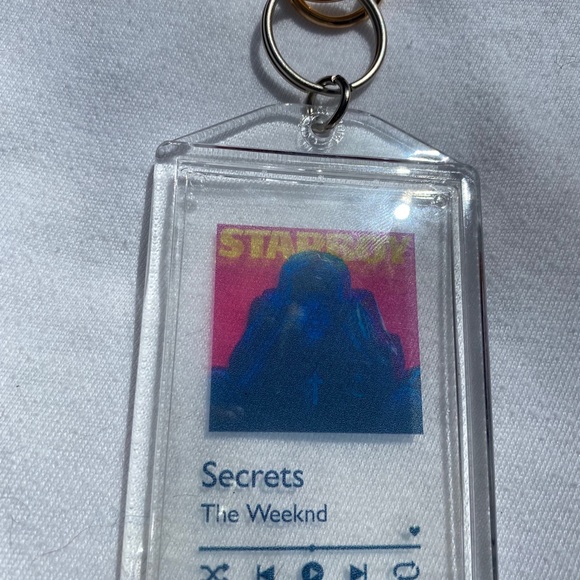 STARBOY
Secrets
The Weeknd